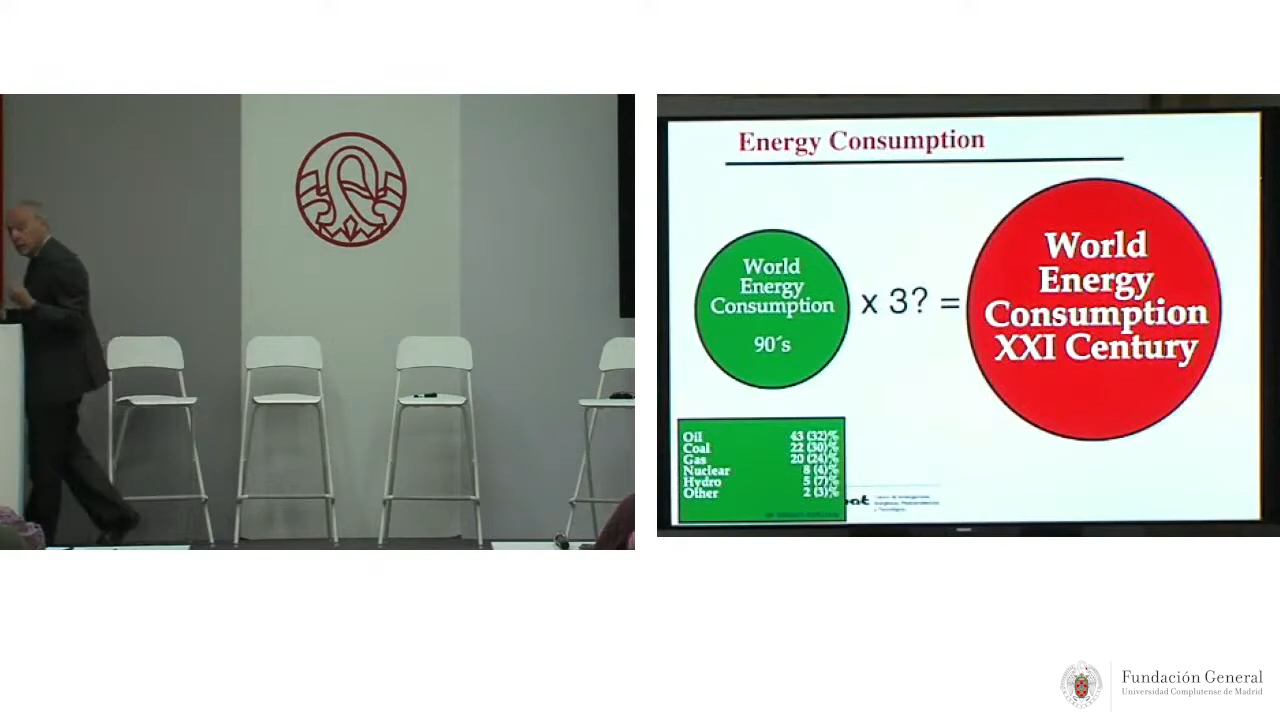 Energy Consumption
World
Energy
Consumption
90´s
x 3? =
World
Energy
Consumption
XXI Century
Oil 43 (32)%
Coal 22 (30)%
Gas 20 (24)%
Nuclear 8 (4)%
Hydro 5 (7)%
Other 2 (3)%
Fundación General
Universidad Complutense de Madrid